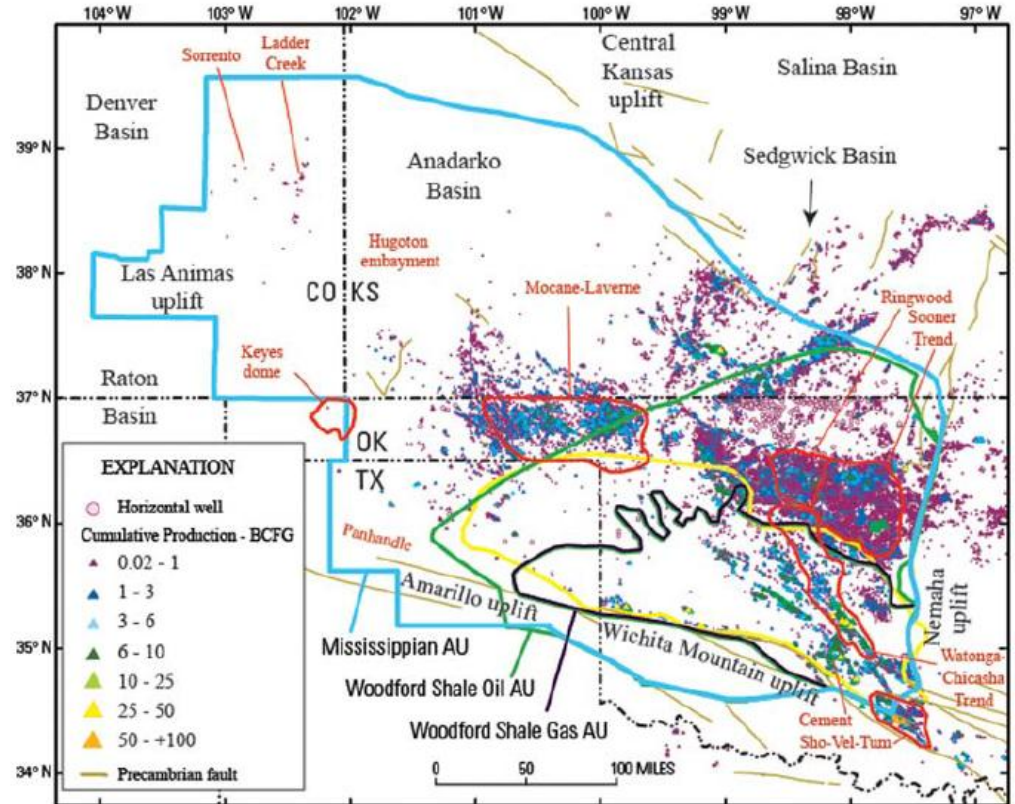 104°W 103°W 102°W 101°W 100°W 99°W 98°W 97°W
Sorrento
Ladder
Creek
Central
Kansas
uplift
Salina Basin
Denver
Basin
39°N
Anadarko
Basin
Sedgwick Basin
Hugoton
embayment
38°N
Las Animas
uplift
CO KS
Mocane-Laverne
Ringwood
Sooner
Trend
Keyes
dome
Raton
Basin
37°N
OK
TX
36°N
Panhandle
Amarillo uplift
Wichita Mountain uplift
Nemaha
uplift
35°N
Mississippian AU
Woodford Shale Oil AU
Woodford Shale Gas AU
Watonga-
Chicasha
Trend
Cement
Sho-Vel-Tum
34°N
0 50 100 MILES
EXPLANATION
Horizontal well
Cumulative Production - BCFG
0.02 - 1
1 - 3
3 - 6
6 - 10
10 - 25
25 - 50
50 - +100
Precambrian fault